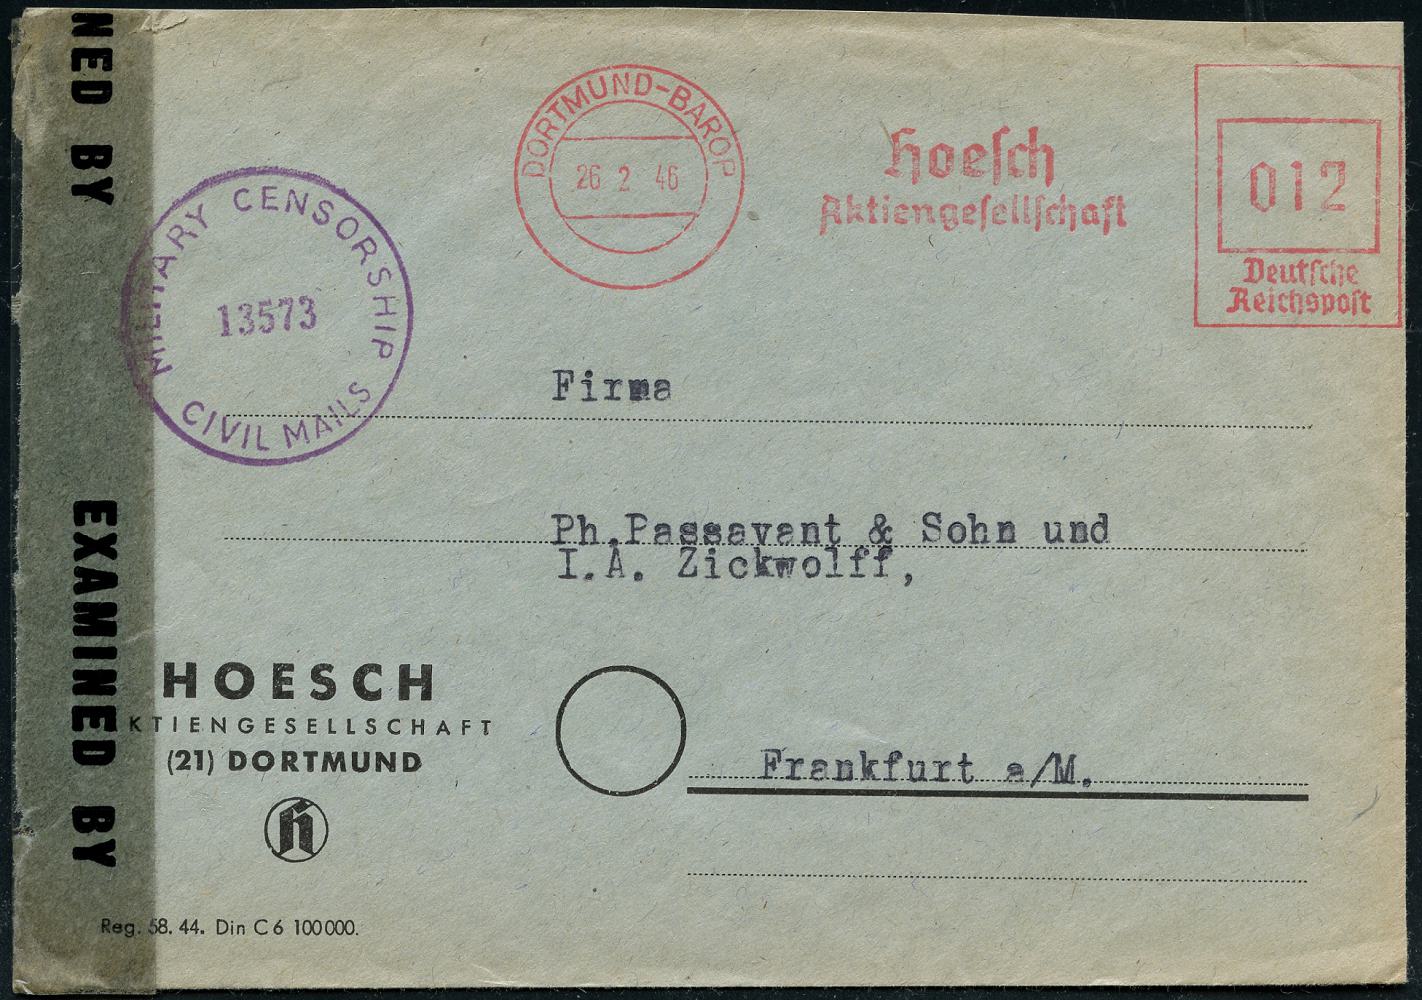 NED BY
EXAMINED BY
MILITARY CENSORSHIP
13573
CIVIL MAILS
DORTMUND-BAROP
26 2 46
Hoesch
Aktiengesellschaft
012
Deutsche
Reichspost
Firma
Ph.Passavant & Sohn und
I.A. Zickwolff,
Frankfurt a/M.
HOESCH
KTIENGESELLSCHAFT
(21) DORTMUND
h
Reg. 58. 44. Din C 6 100000.